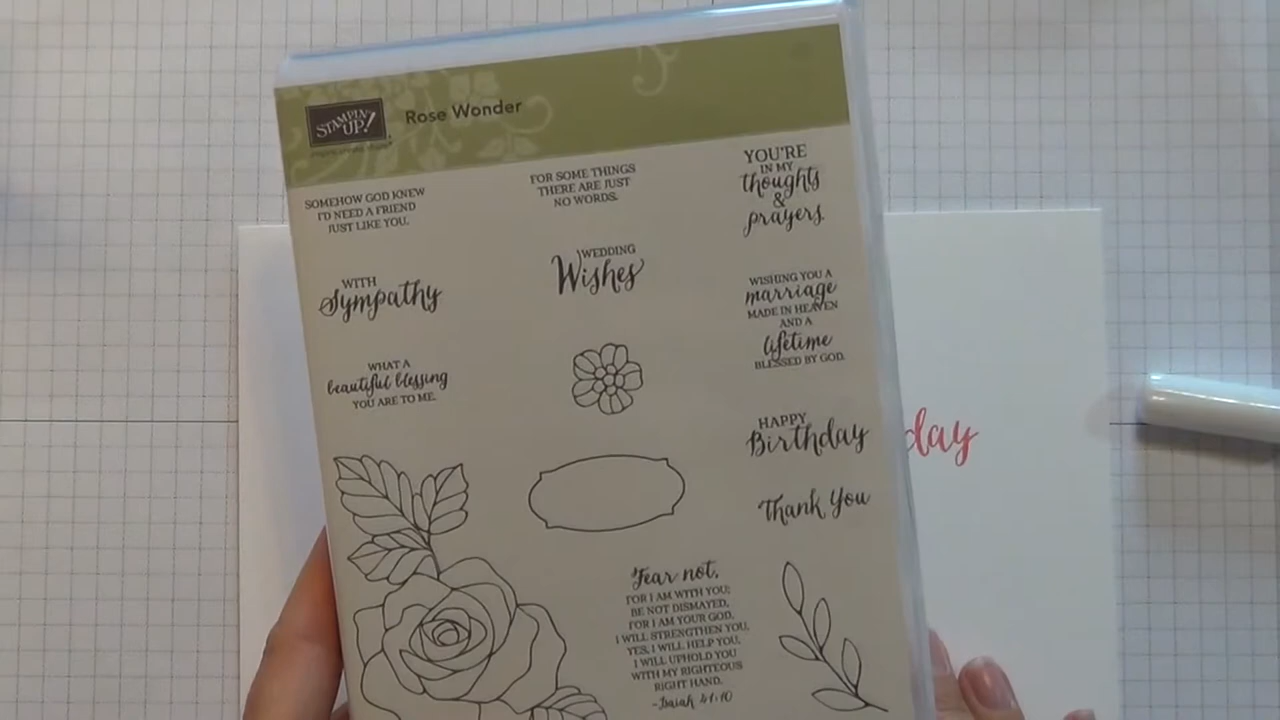 STAMPIN' UP!
Rose Wonder
SOMEHOW GOD KNEW
I'D NEED A FRIEND
JUST LIKE YOU.
FOR SOME THINGS
THERE ARE JUST
NO WORDS.
YOU'RE
IN MY
thoughts
&
prayers.
WITH
Sympathy
WEDDING
Wishes
WISHING YOU A
marriage
MADE IN HEAVEN
AND A
lifetime
BLESSED BY GOD.
WHAT A
beautiful blessing
YOU ARE TO ME.
HAPPY
Birthday
day
Thank You
Fear not,
FOR I AM WITH YOU;
BE NOT DISMAYED,
FOR I AM YOUR GOD.
I WILL STRENGTHEN YOU,
YES, I WILL HELP YOU,
I WILL UPHOLD YOU
WITH MY RIGHTEOUS
RIGHT HAND.
-Isaiah 41:10